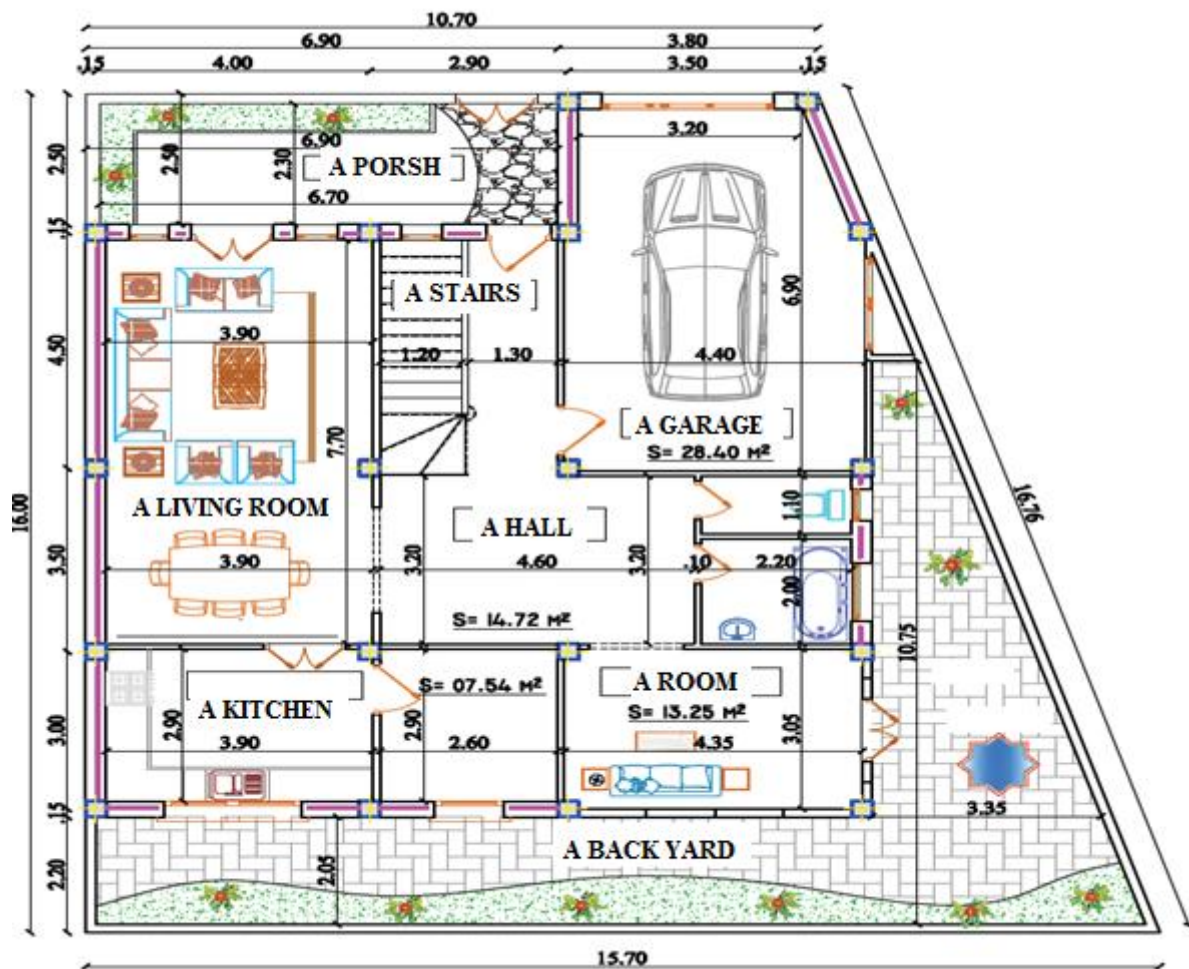 10.70
6.90 3.80
.15 4.00 2.90 3.50 .15
3.20
6.90
2.50 2.50 2.30 A PORSH
6.70
.15
A STAIRS
6.90
3.90
4.50
1.20 1.30 4.40
A GARAGE
S= 28.40 M²
7.70
16.00
16.76
A LIVING ROOM A HALL
1.10
3.90 4.60 .10 2.20
3.50 3.20 3.20 2.00
S= 14.72 M²
10.75
S= 07.54 M² A ROOM
A KITCHEN S= 13.25 M²
3.00 2.90 2.90 3.05
3.90 2.60 4.35
.15
3.35
A BACK YARD
2.20 2.05
15.70